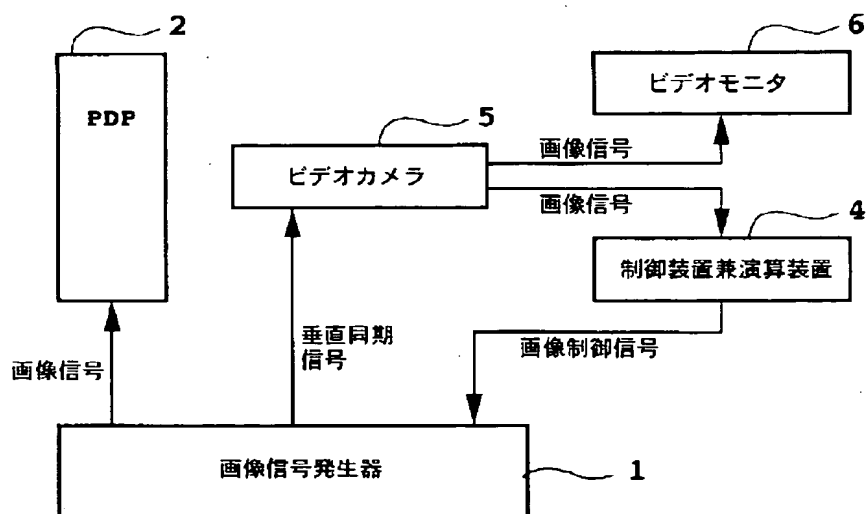 2
PDP
5
ビデオカメラ
6
ビデオモニタ
画像信号
画像信号
4
制御装置兼演算装置
画像制御信号
垂直同期
信号
画像信号
画像信号発生器
1